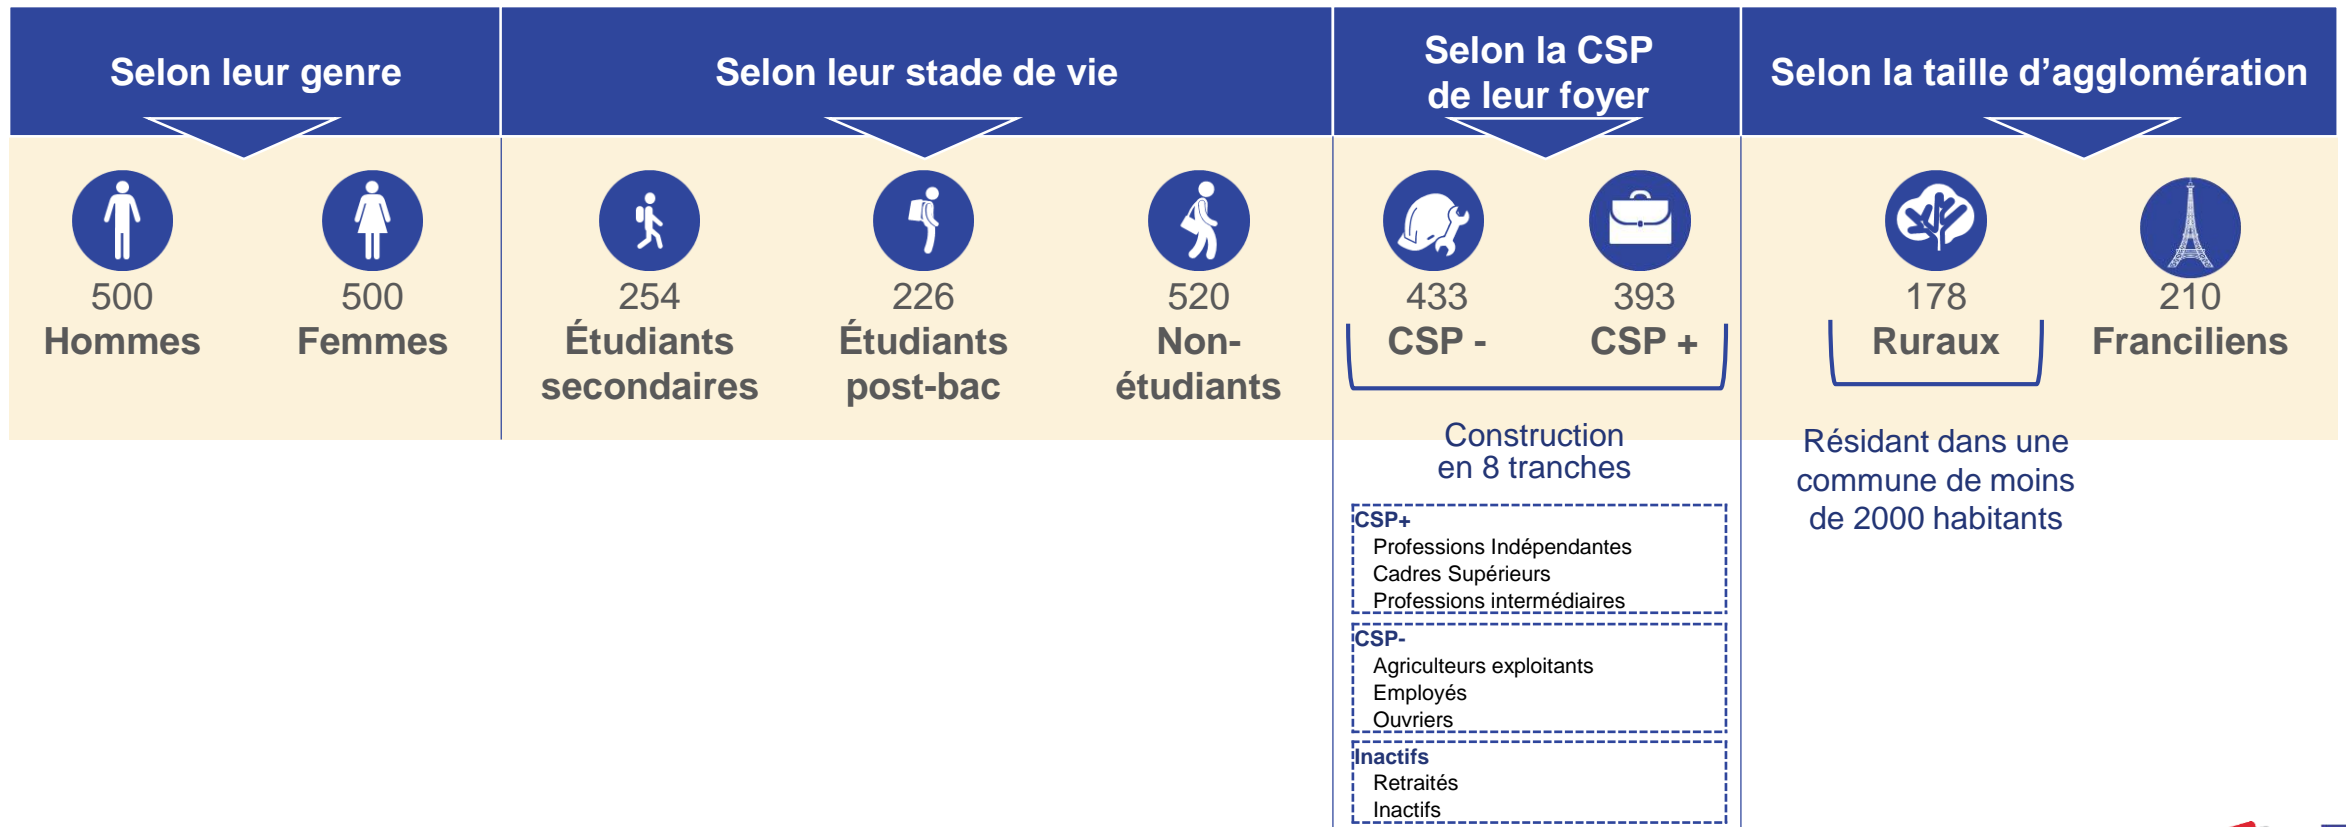 Selon leur genre
Selon leur stade de vie
Selon la CSP
de leur foyer
Selon la taille d’agglomération
500
Hommes
500
Femmes
254
Étudiants
secondaires
226
Étudiants
post-bac
520
Non-
étudiants
433
CSP -
393
CSP +
178
Ruraux
210
Franciliens
Construction
en 8 tranches
Résidant dans une
commune de moins
de 2000 habitants
CSP+
Professions Indépendantes
Cadres Supérieurs
Professions intermédiaires
CSP-
Agriculteurs exploitants
Employés
Ouvriers
Inactifs
Retraités
Inactifs